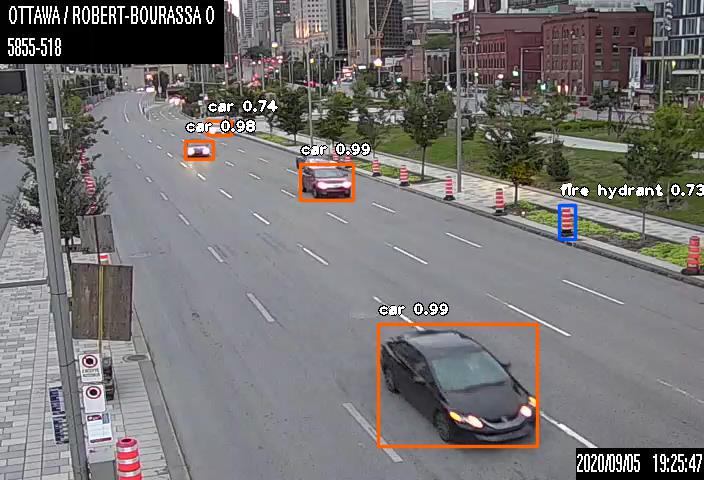 OTTAWA / ROBERT-BOURASSA O
5855-518
car 0.74
car 0.98
car 0.99
fire hydrant 0.73
car 0.99
2020/09/05 19:25:47